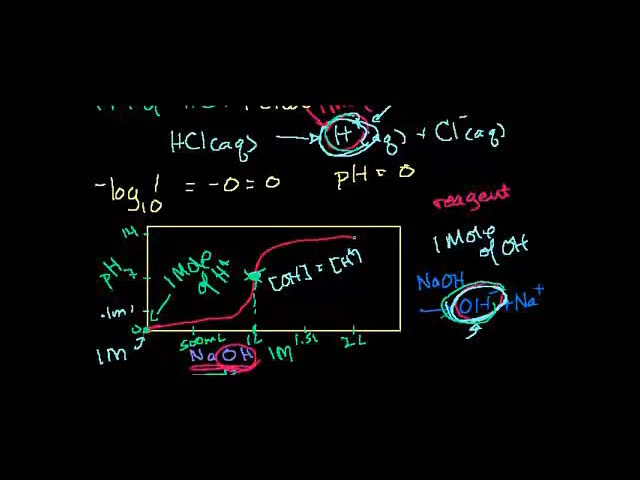 HCl(aq) → H⁺(aq) + Cl⁻(aq)
-log₁₀ 1 = -0 = 0
pH = 0
reagent
1 Mole of OH
14
pH 7
1 Mole of H⁺
[OH] = [H⁺]
NaOH
→ OH⁻ + Na⁺
.1m
0
1M
500mL 1L 1.5L 2L
NaOH 1M